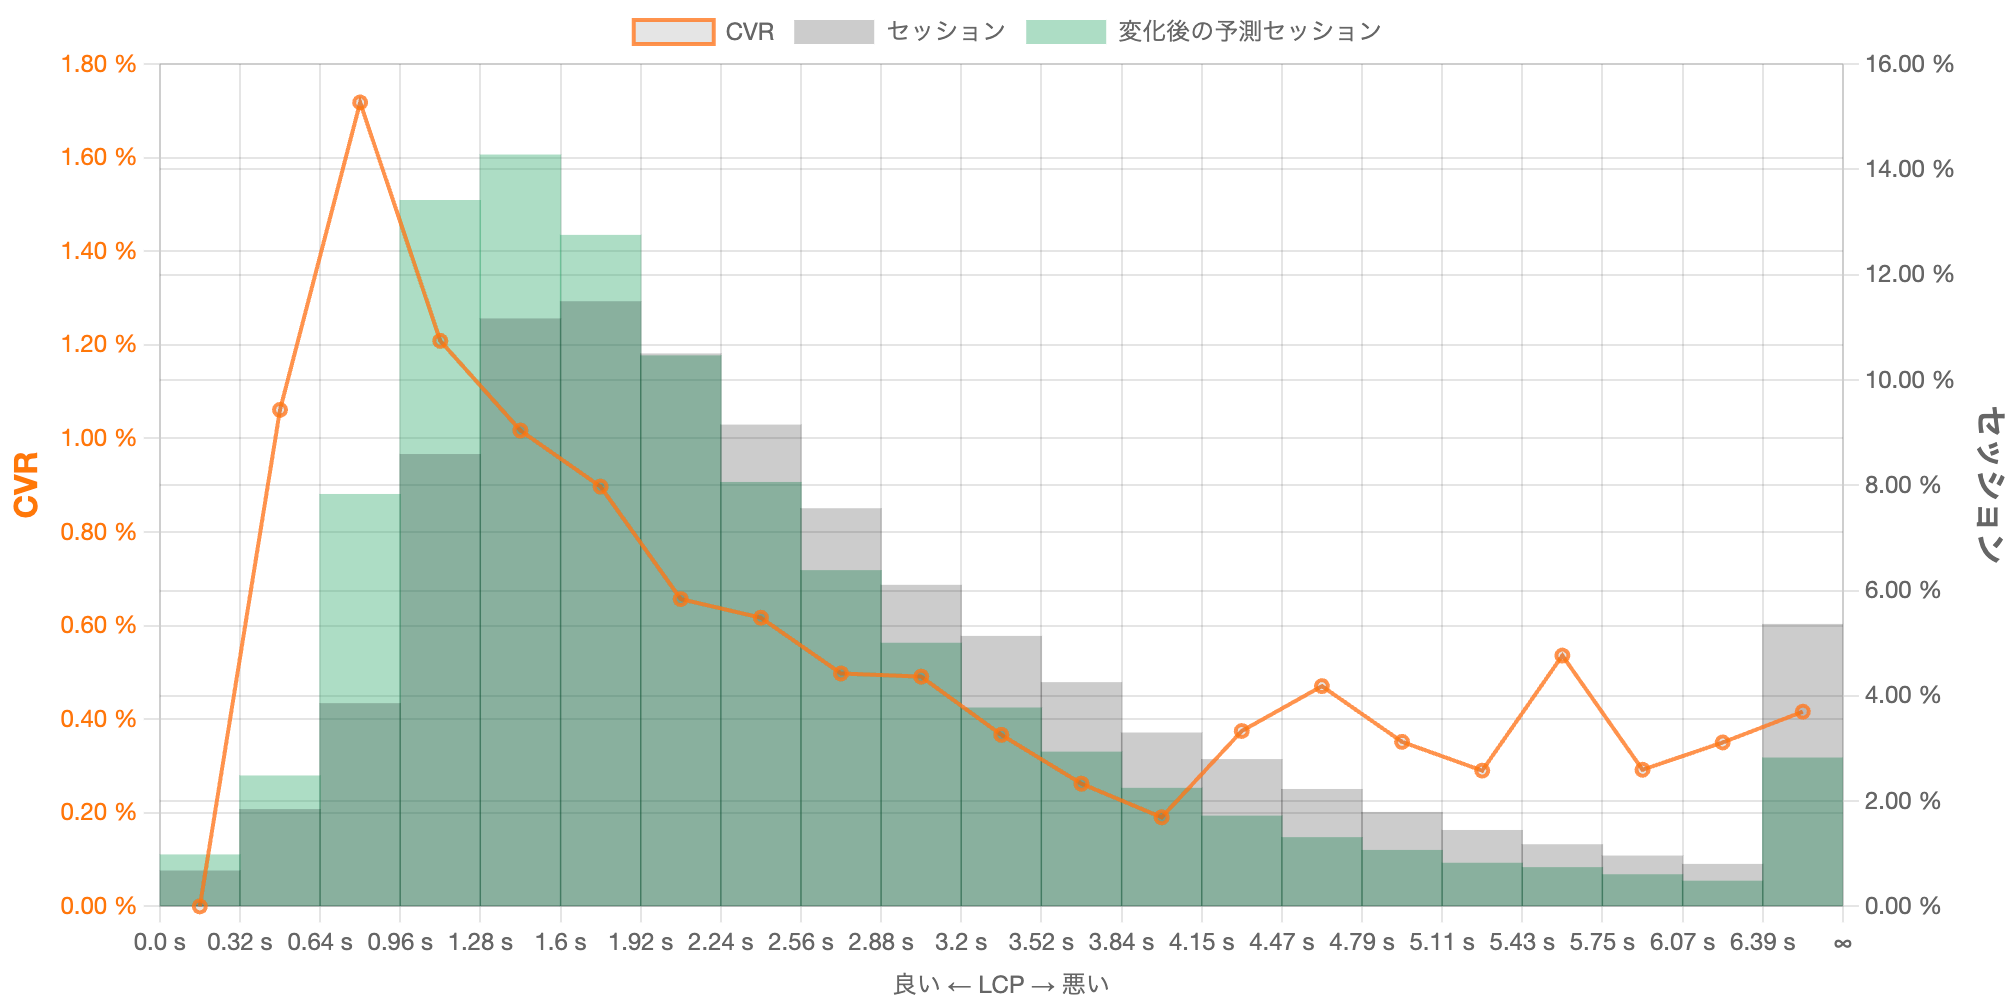 CVR セッション 変化後の予測セッション
1.80 % 16.00 %
1.60 % 14.00 %
1.40 % 12.00 %
1.20 % 10.00 %
1.00 % 8.00 %
0.80 % 6.00 %
0.60 % 4.00 %
0.40 % 2.00 %
0.20 %
0.00 % 0.00 %
CVR
セッション
0.0 s 0.32 s 0.64 s 0.96 s 1.28 s 1.6 s 1.92 s 2.24 s 2.56 s 2.88 s 3.2 s 3.52 s 3.84 s 4.15 s 4.47 s 4.79 s 5.11 s 5.43 s 5.75 s 6.07 s 6.39 s ∞
良い ← LCP → 悪い